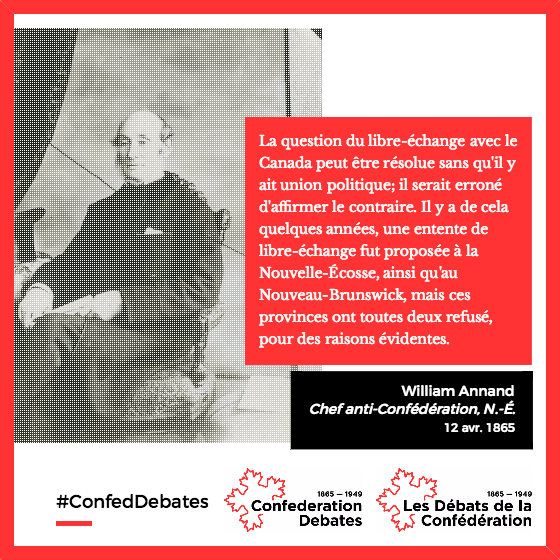 La question du libre-échange avec le
Canada peut être résolue sans qu'il y
ait union politique; il serait erroné
d'affirmer le contraire. Il y a de cela
quelques années, une entente de
libre-échange fut proposée à la
Nouvelle-Écosse, ainsi qu'au
Nouveau-Brunswick, mais ces
provinces ont toutes deux refusé,
pour des raisons évidentes.
William Annand
Chef anti-Confédération, N.-É.
12 avr. 1865
#ConfedDebates
1865 — 1949
Confederation
Debates
1865 — 1949
Les Débats de la
Confédération